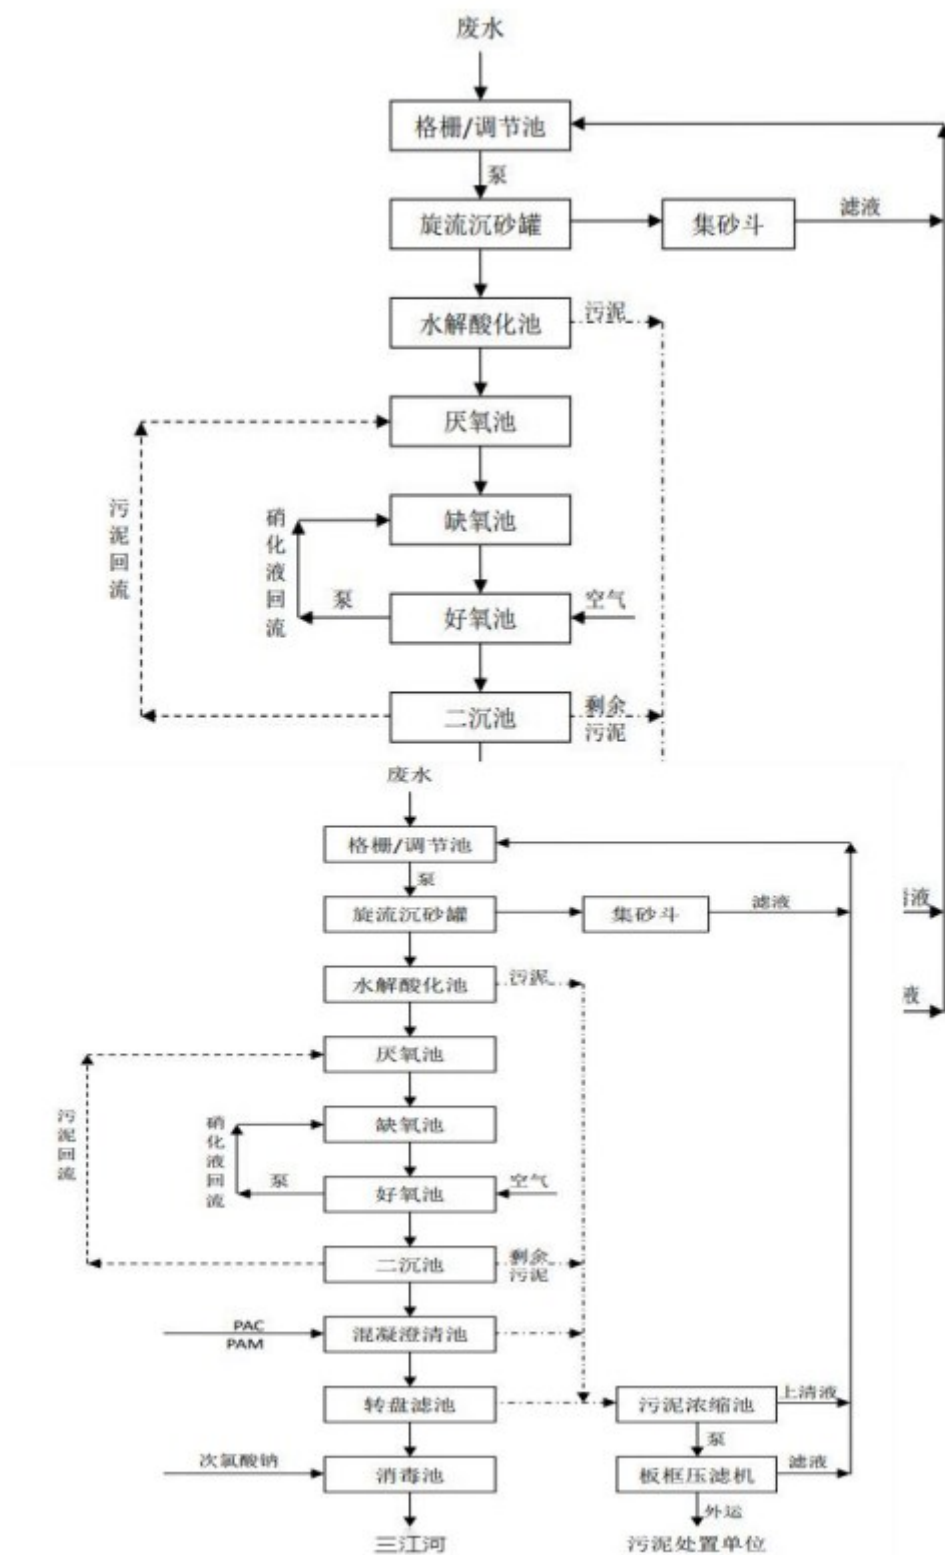 废水
格栅/调节池
泵
旋流沉砂罐
集砂斗
滤液
水解酸化池
污泥
厌氧池
污泥回流
缺氧池
硝化液回流
泵
好氧池
空气
二沉池
剩余
污泥
废水
格栅/调节池
泵
旋流沉砂罐
集砂斗
滤液
清液
水解酸化池
污泥
液
厌氧池
污泥回流
缺氧池
硝化液回流
泵
好氧池
空气
二沉池
剩余
污泥
PAC
PAM
混凝澄清池
转盘滤池
污泥浓缩池
上清液
泵
次氯酸钠
消毒池
板框压滤机
滤液
外运
三江河
污泥处置单位